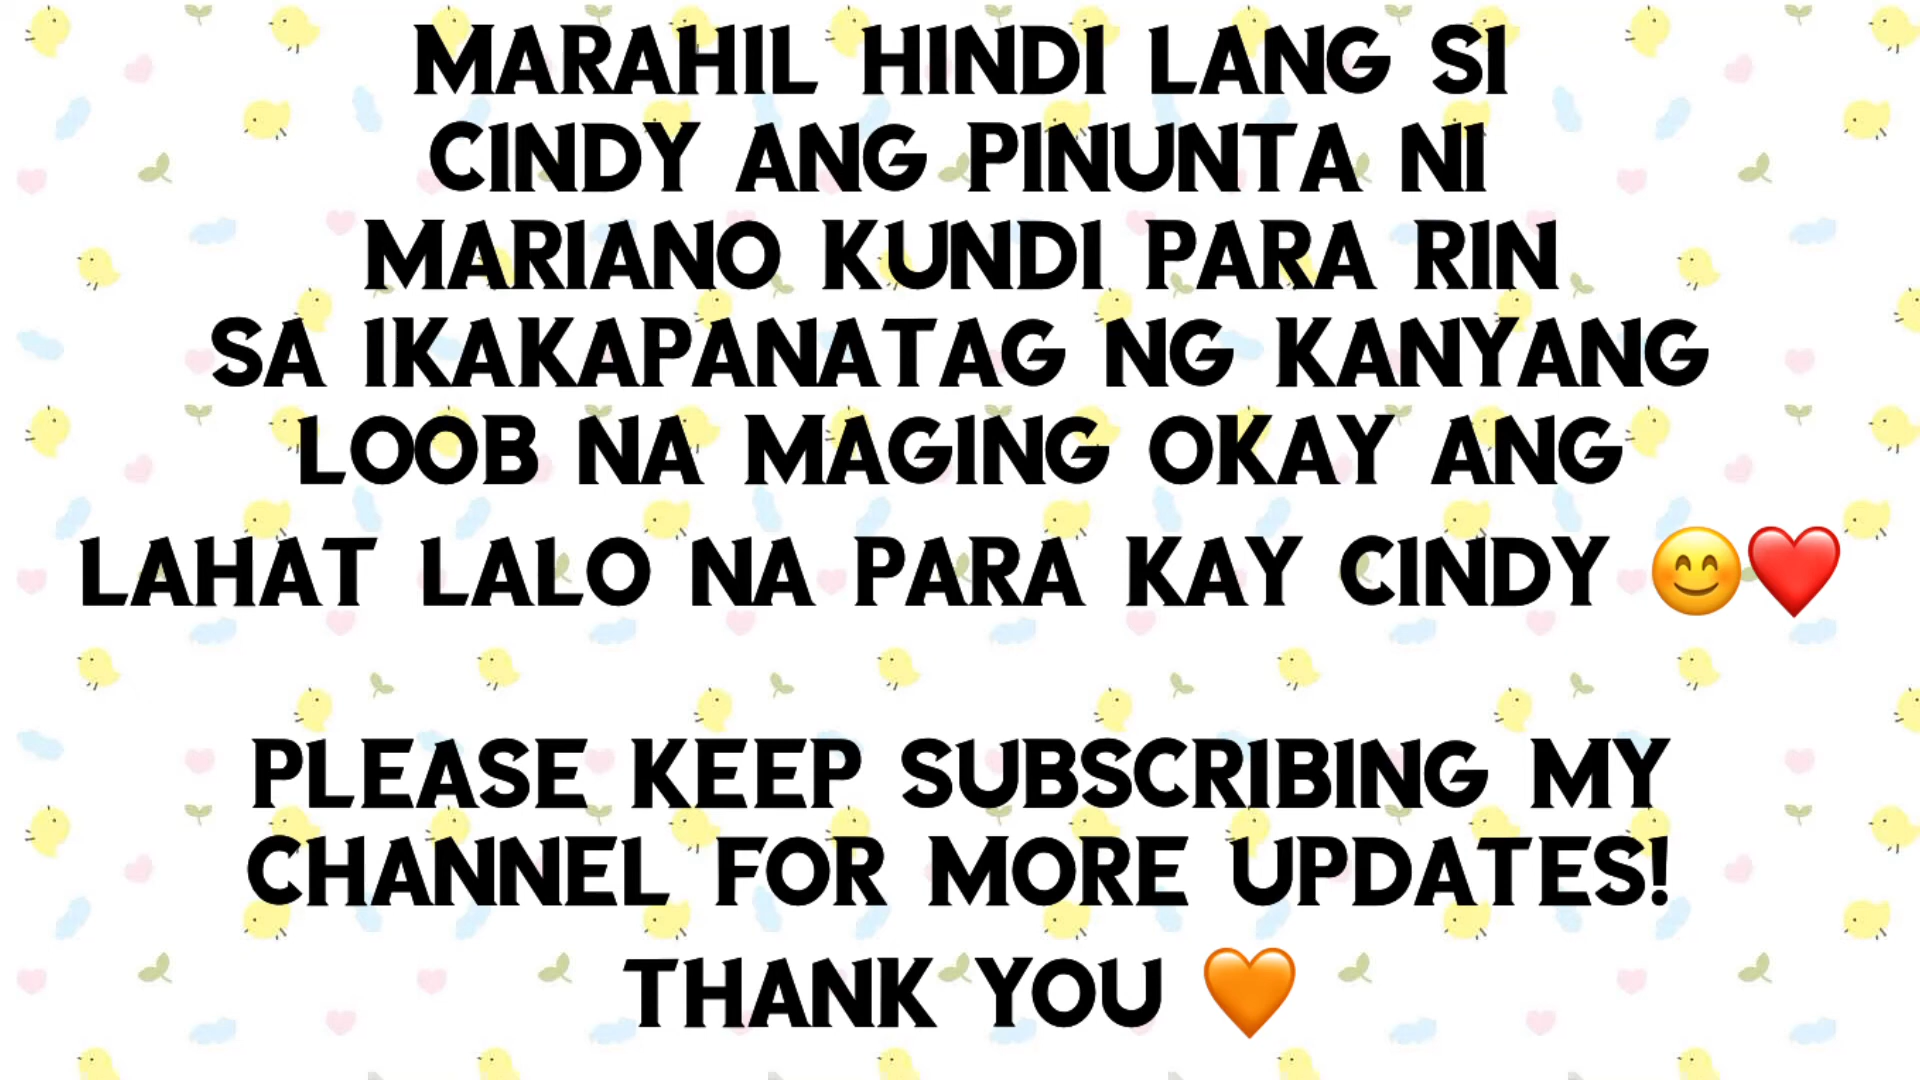 MARAHIL HINDI LANG SI
CINDY ANG PINUNTA NI
MARIANO KUNDI PARA RIN
SA IKAKAPANATAG NG KANYANG
LOOB NA MAGING OKAY ANG
LAHAT LALO NA PARA KAY CINDY 😊❤️
PLEASE KEEP SUBSCRIBING MY
CHANNEL FOR MORE UPDATES!
THANK YOU 🧡